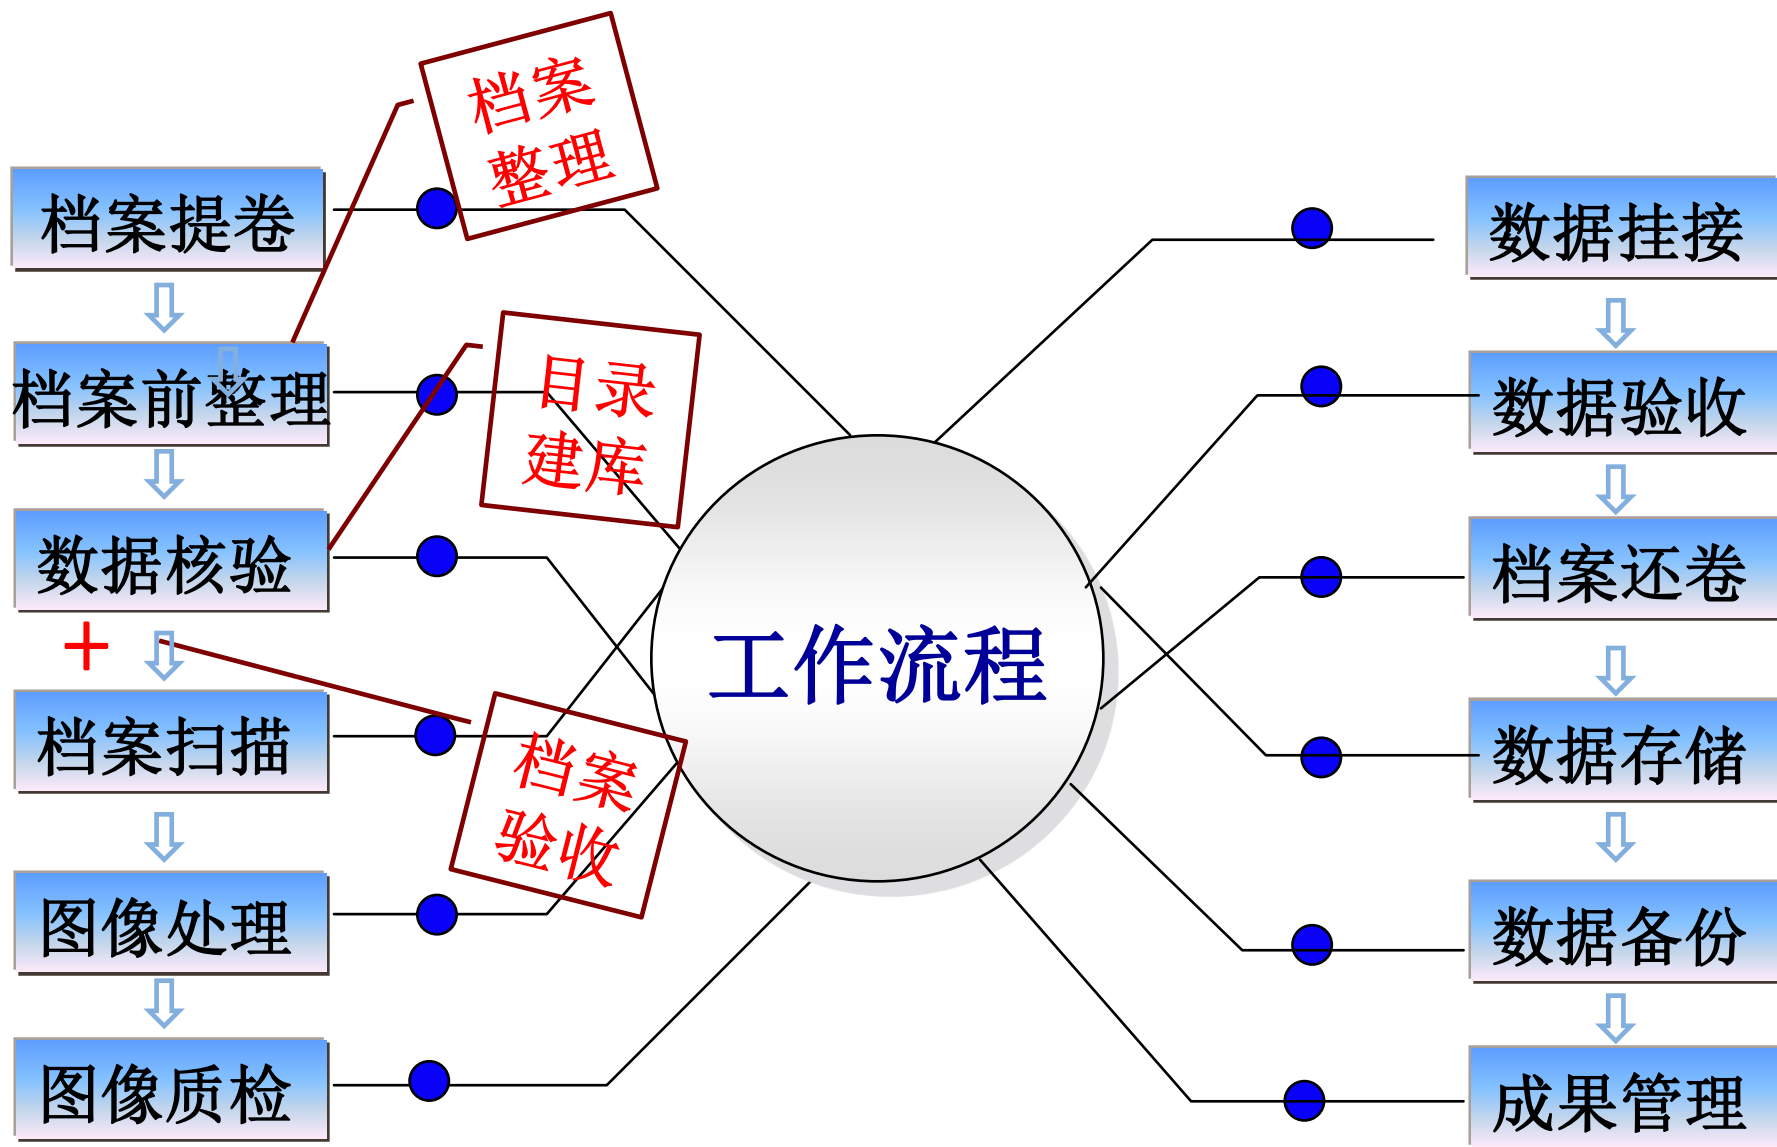 档案
整理
档案提卷
档案前整理
数据核验
+
档案扫描
图像处理
图像质检
目录
建库
档案
验收
工作流程
数据挂接
数据验收
档案还卷
数据存储
数据备份
成果管理